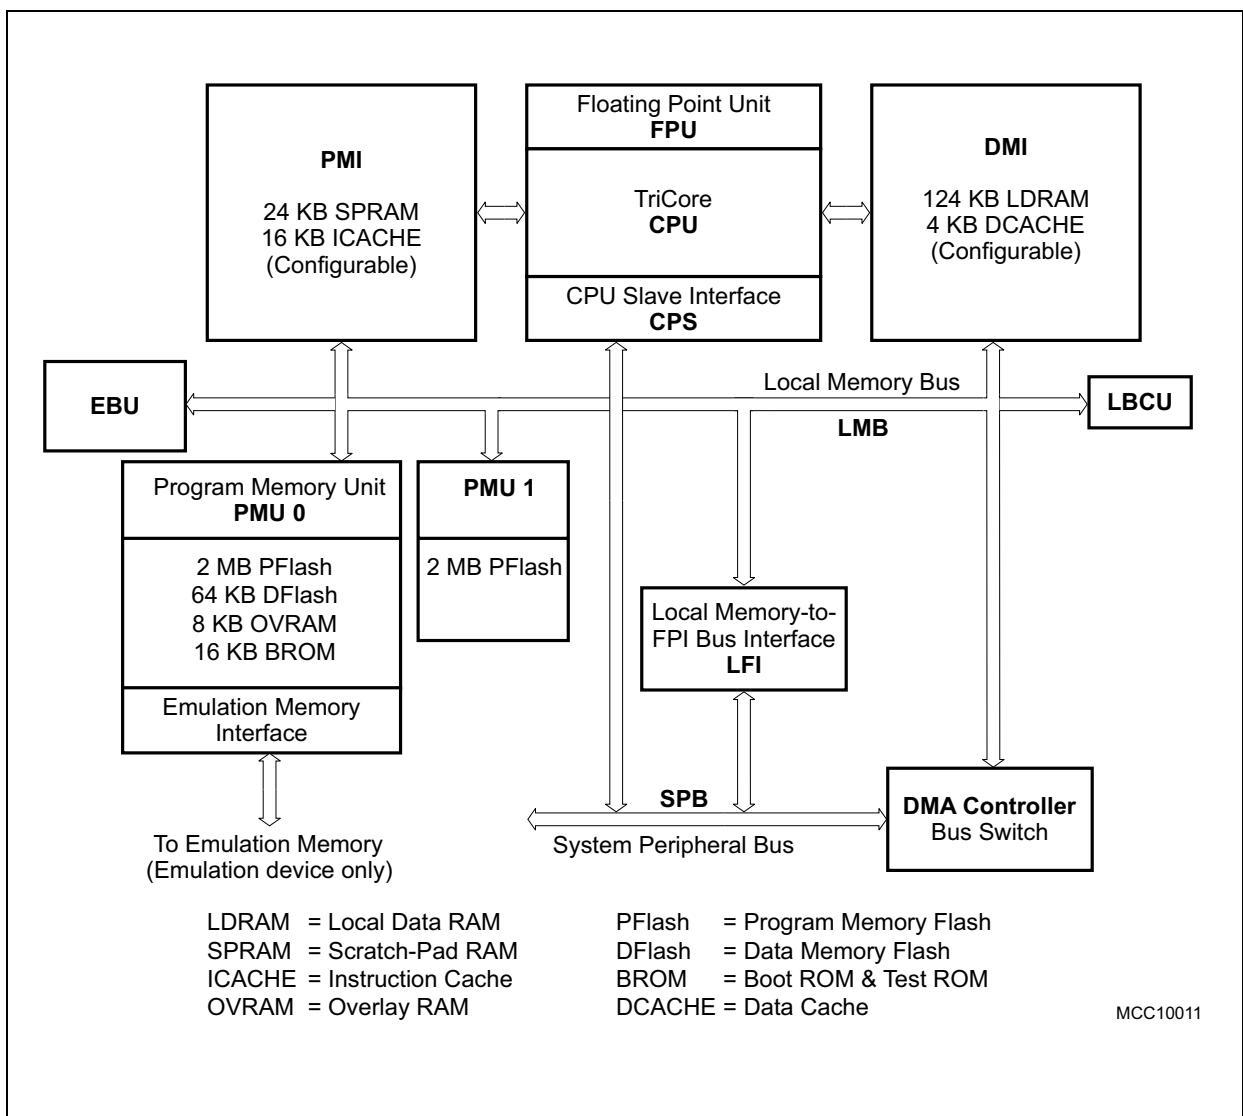 PMI
24 KB SPRAM
16 KB ICACHE
(Configurable)
Floating Point Unit
FPU
TriCore
CPU
CPU Slave Interface
CPS
DMI
124 KB LDRAM
4 KB DCACHE
(Configurable)
EBU
Local Memory Bus
LMB
LBCU
Program Memory Unit
PMU 0
2 MB PFlash
64 KB DFlash
8 KB OVRAM
16 KB BROM
Emulation Memory
Interface
PMU 1
2 MB PFlash
Local Memory-to-
FPI Bus Interface
LFI
To Emulation Memory
(Emulation device only)
SPB
System Peripheral Bus
DMA Controller
Bus Switch
LDRAM = Local Data RAM
SPRAM = Scratch-Pad RAM
ICACHE = Instruction Cache
OVRAM = Overlay RAM
PFlash = Program Memory Flash
DFlash = Data Memory Flash
BROM = Boot ROM & Test ROM
DCACHE = Data Cache
MCC10011